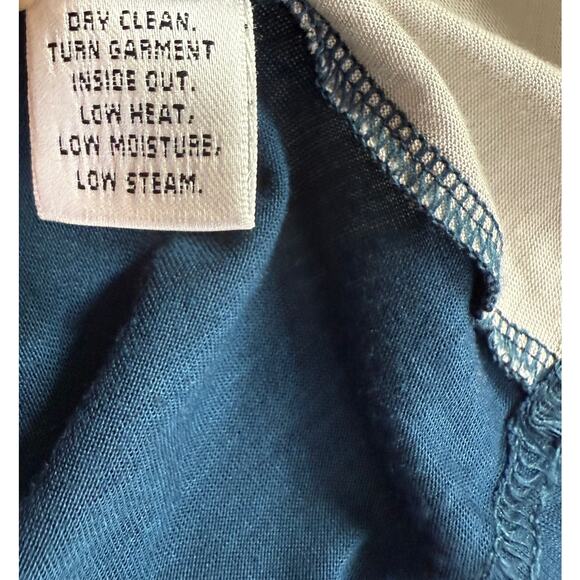 DRY CLEAN.
TURN GARMENT
INSIDE OUT.
LOW HEAT,
LOW MOISTURE,
LOW STEAM.